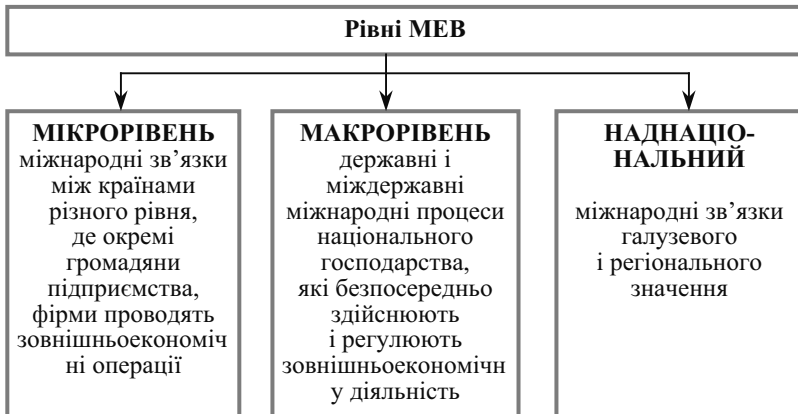 Рівні МЕВ
МІКРОРІВЕНЬ
міжнародні зв’язки
між країнами
різного рівня,
де окремі
громадяни
підприємства,
фірми проводять
зовнішньоекономіч
ні операції
МАКРОРІВЕНЬ
державні і
міждержавні
міжнародні процеси
національного
господарства,
які безпосередньо
здійснюють
і регулюють
зовнішньоекономічн
у діяльність
НАДНАЦІО-
НАЛЬНИЙ
міжнародні зв’язки
галузевого
і регіонального
значення